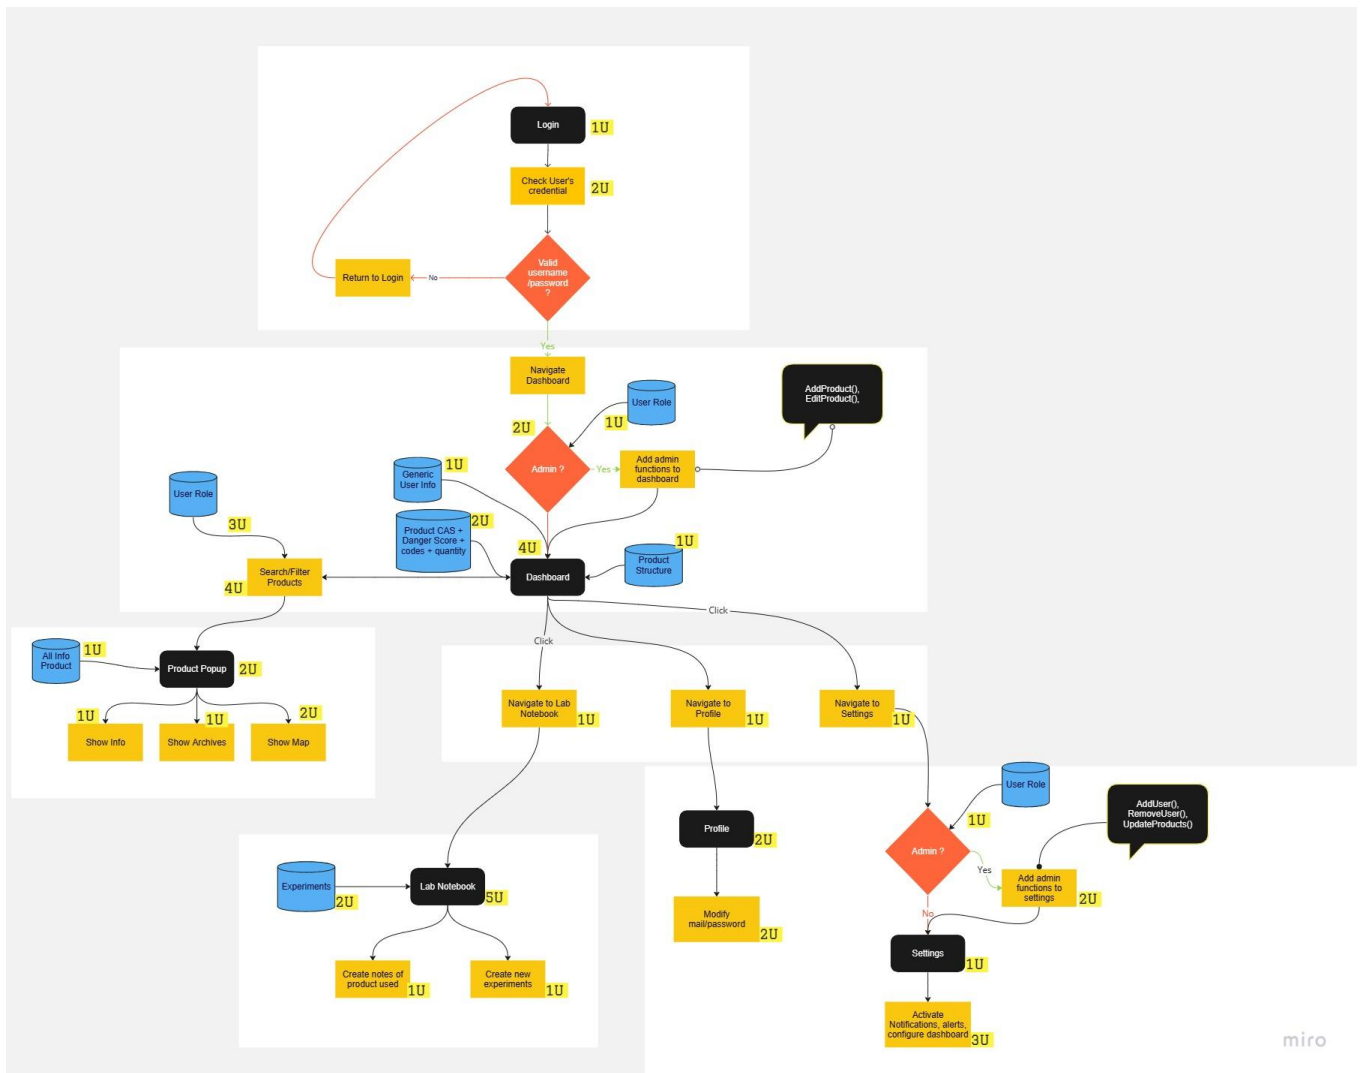 Login
1U
Check User's
credential
2U
Valid
username
/password
?
No
Return to Login
Yes
Navigate
Dashboard
AddProduct(),
EditProduct(),
User Role
1U
2U
Admin ?
Yes
Add admin
functions to
dashboard
Generic
User Info
1U
User Role
3U
Product CAS +
Danger Score +
codes + quantity
2U
4U
Dashboard
Product
Structure
1U
Search/Filter
Products
4U
Click
Click
All Info
Product
1U
Product Popup
2U
1U
Show Info
1U
Show Archives
2U
Show Map
Navigate to Lab
Notebook
1U
Navigate to
Profile
1U
Navigate to
Settings
1U
User Role
1U
AddUser(),
RemoveUser(),
UpdateProducts()
Profile
2U
Admin ?
Yes
Add admin
functions to
settings
2U
No
Experiments
2U
Lab Notebook
5U
Modify
mail/password
2U
Settings
1U
Create notes of
product used
1U
Create new
experiments
1U
Activate
Notifications, alerts,
configure dashboard
3U
miro